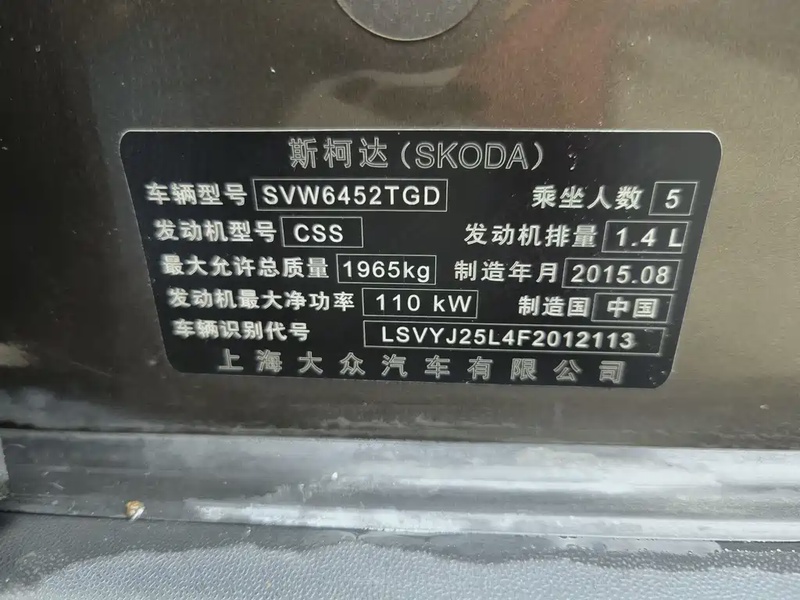 斯柯达(SKODA)
车辆型号 SVW6452TGD 乘坐人数 5
发动机型号 CSS 发动机排量 1.4 L
最大允许总质量 1965kg 制造年月 2015.08
发动机最大净功率 110 kW 制造国 中国
车辆识别代号 LSVYJ25L4F2012113
上海大众汽车有限公司